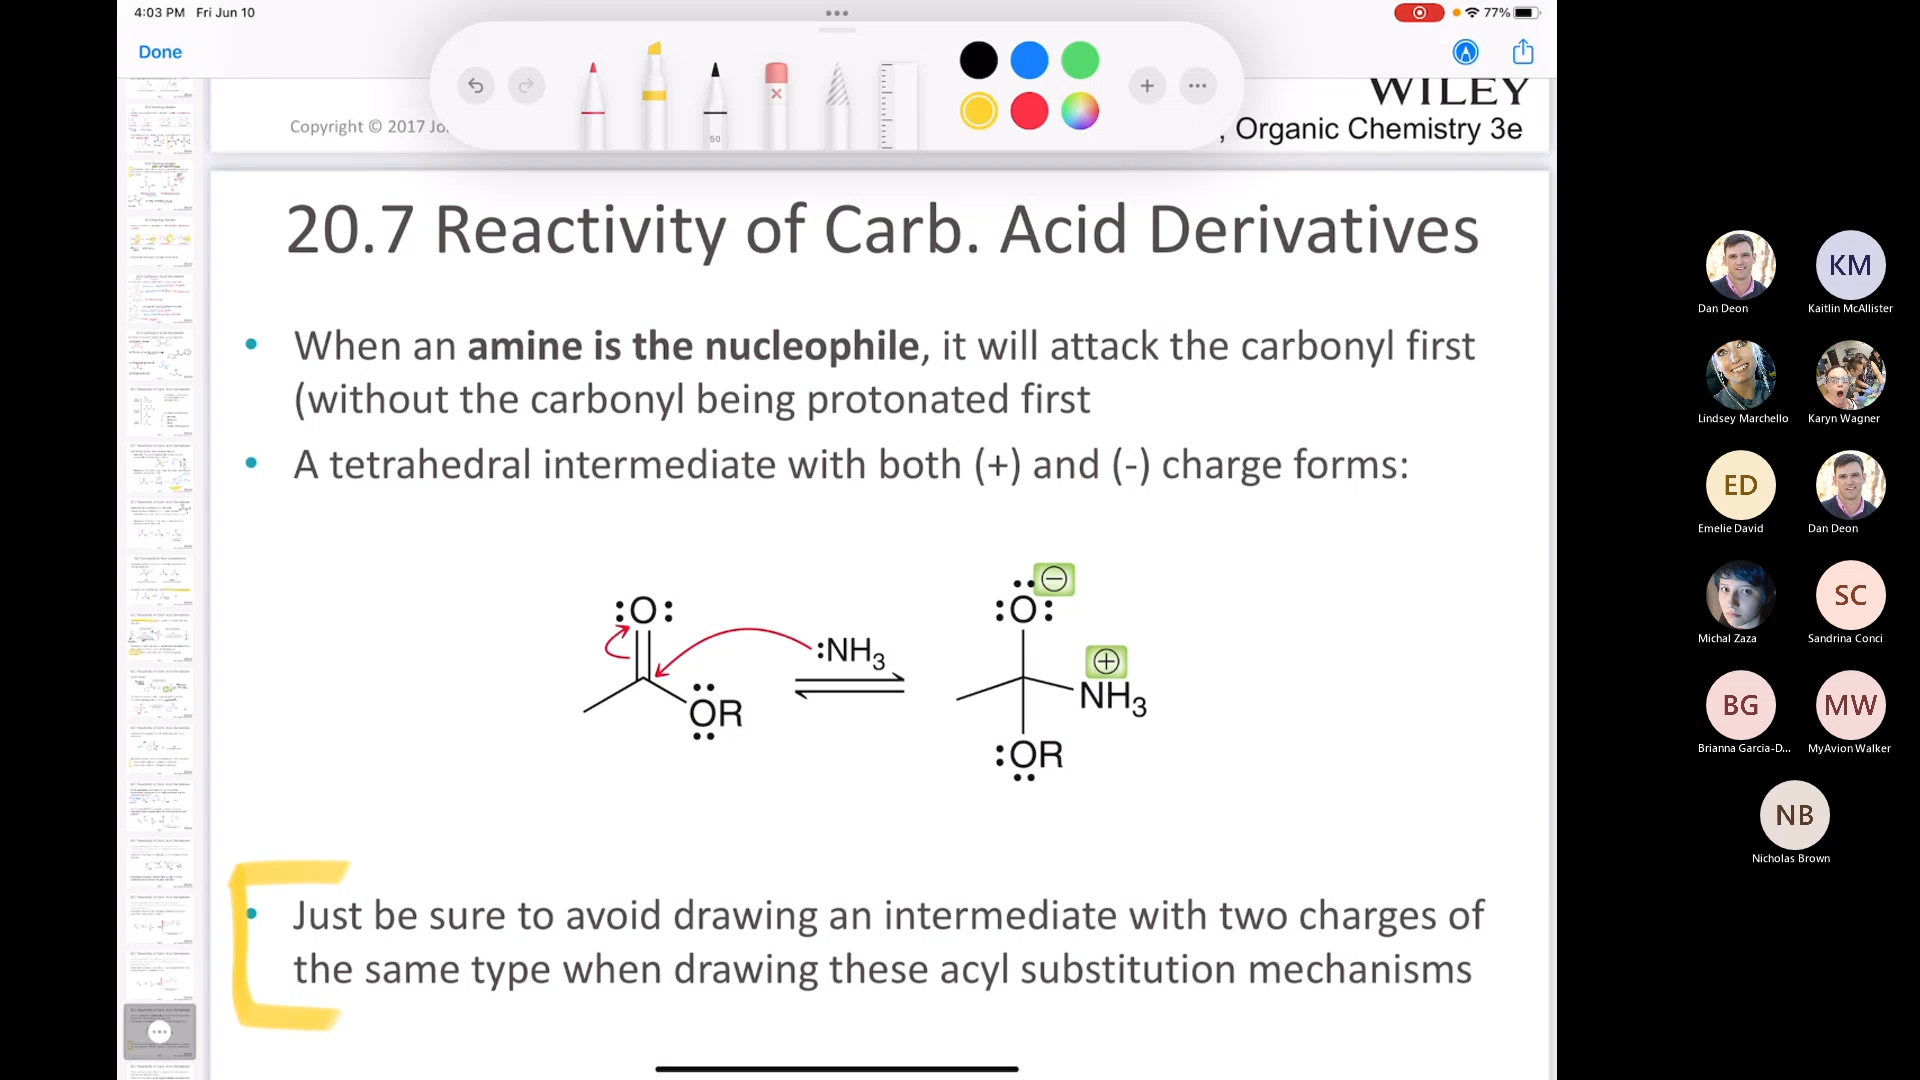 4:03 PM Fri Jun 10
77%
Done
50
WILEY
Copyright © 2017 Jo
, Organic Chemistry 3e
20.7 Reactivity of Carb. Acid Derivatives
• When an amine is the nucleophile, it will attack the carbonyl first
(without the carbonyl being protonated first
• A tetrahedral intermediate with both (+) and (-) charge forms:
:O:
:NH3
OR
:O: ⊖
⊕
NH3
:OR
• Just be sure to avoid drawing an intermediate with two charges of
the same type when drawing these acyl substitution mechanisms
Dan Deon
KM
Kaitlin McAllister
Lindsey Marchello
Karyn Wagner
ED
Emelie David
Dan Deon
Michal Zaza
SC
Sandrina Conci
BG
Brianna Garcia-D...
MW
MyAvion Walker
NB
Nicholas Brown